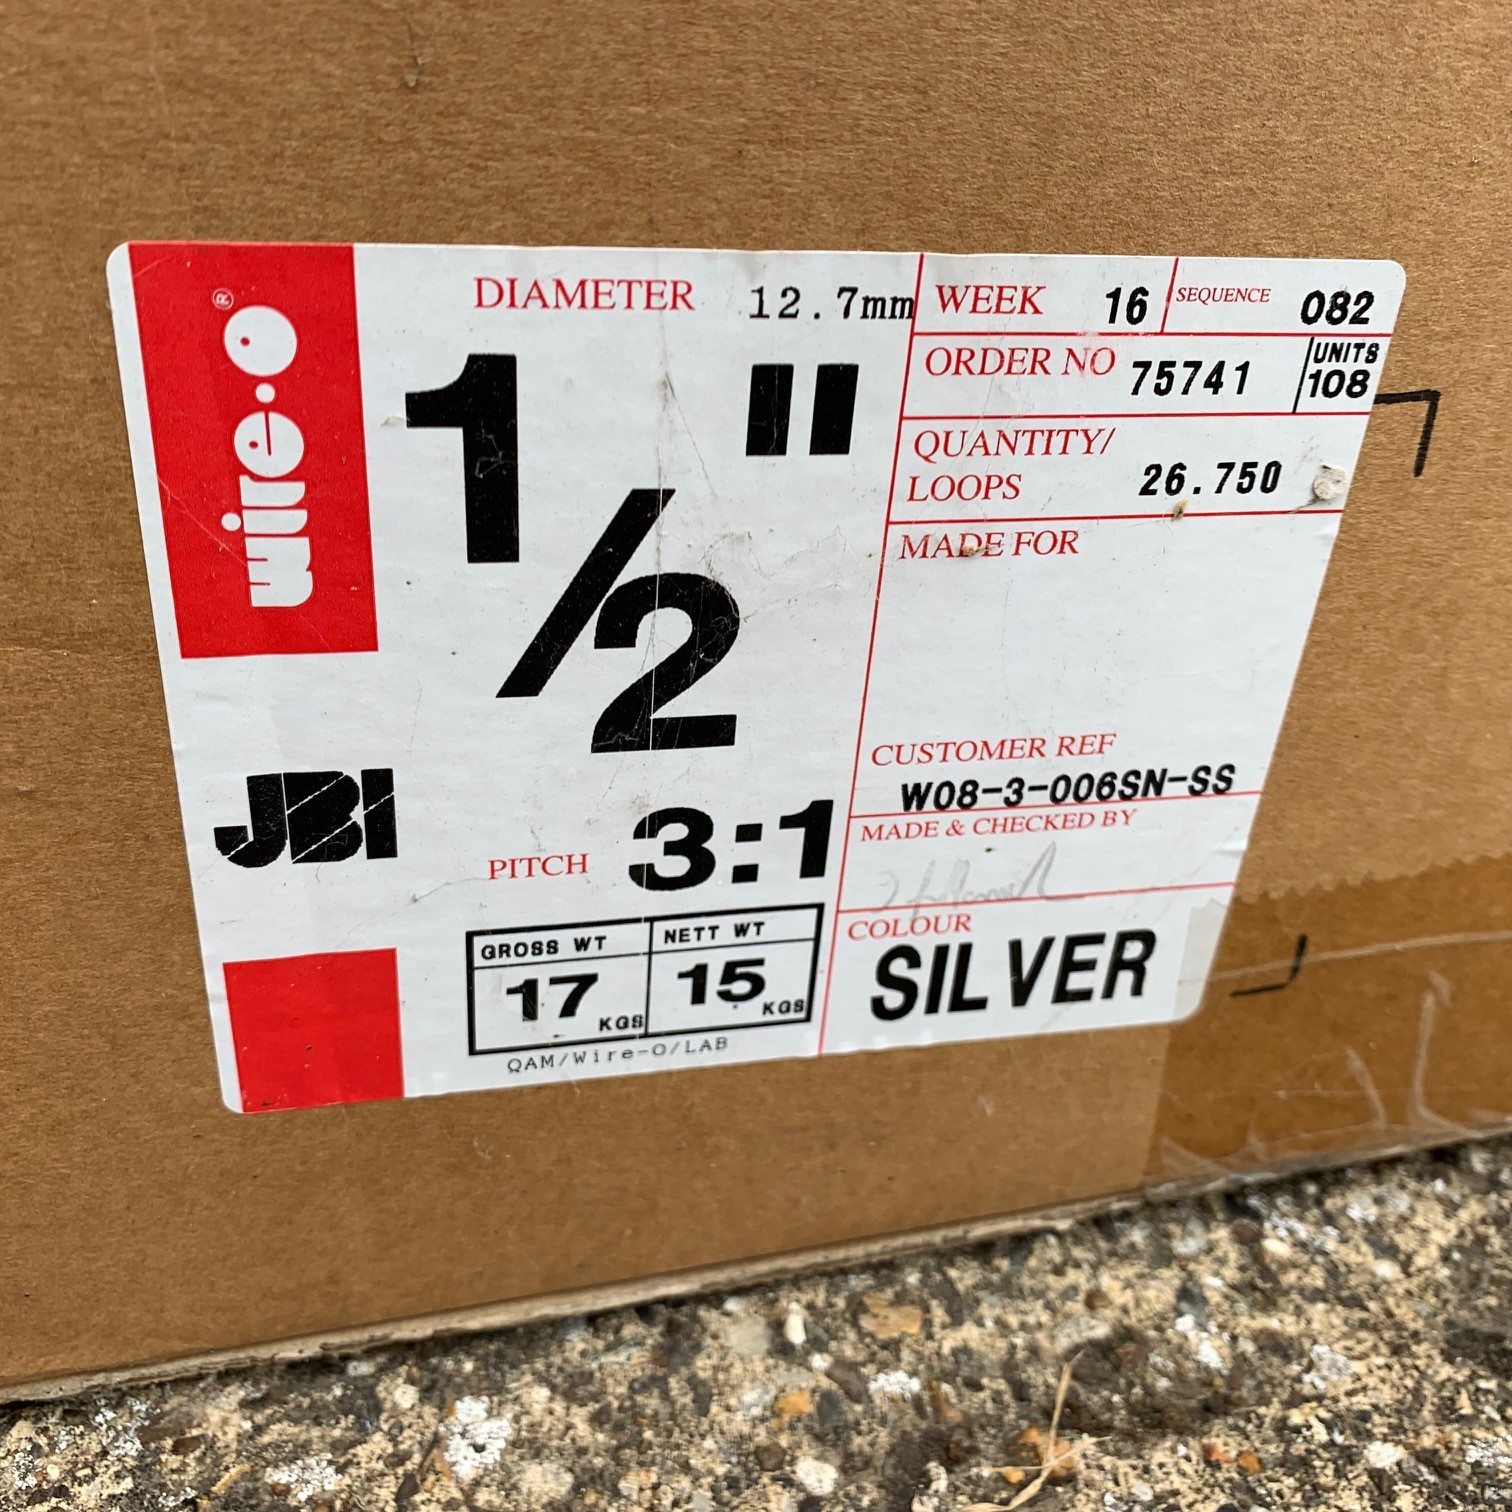 wire-o®
JBI
DIAMETER 12.7mm
1/2"
PITCH 3:1
GROSS WT NETT WT
17 KGS 15 KGS
QAM/Wire-O/LAB
WEEK 16 SEQUENCE 082
ORDER NO 75741 UNITS 108
QUANTITY/
LOOPS 26.750
MADE FOR
CUSTOMER REF
W08-3-006SN-SS
MADE & CHECKED BY
COLOUR
SILVER